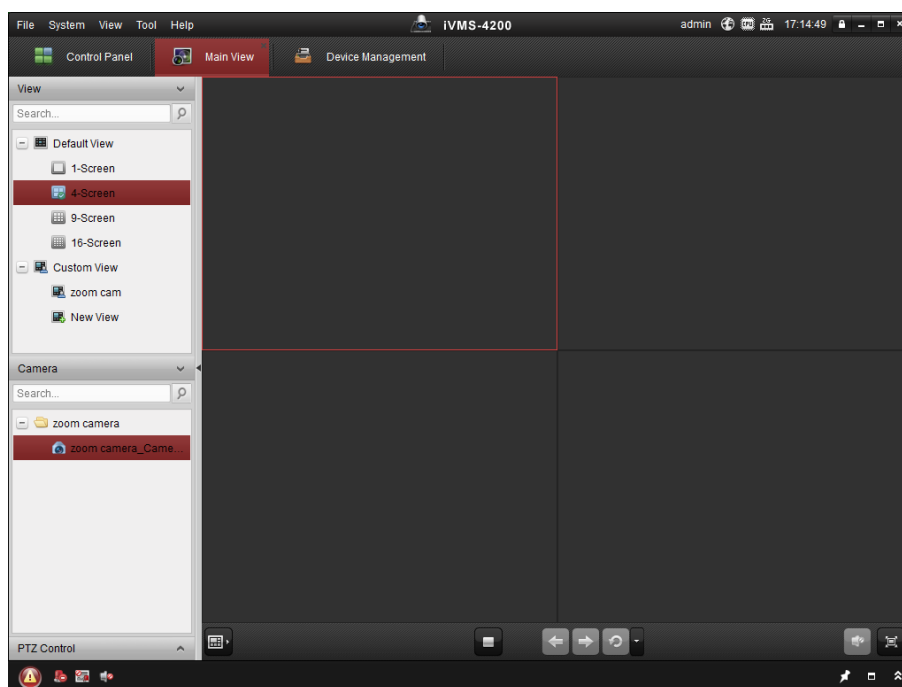 File System View Tool Help iVMS-4200 admin 17:14:49
Control Panel Main View Device Management
View
Search...
Default View
1-Screen
4-Screen
9-Screen
16-Screen
Custom View
zoom cam
New View
Camera
Search...
zoom camera
zoom camera_Came...
PTZ Control